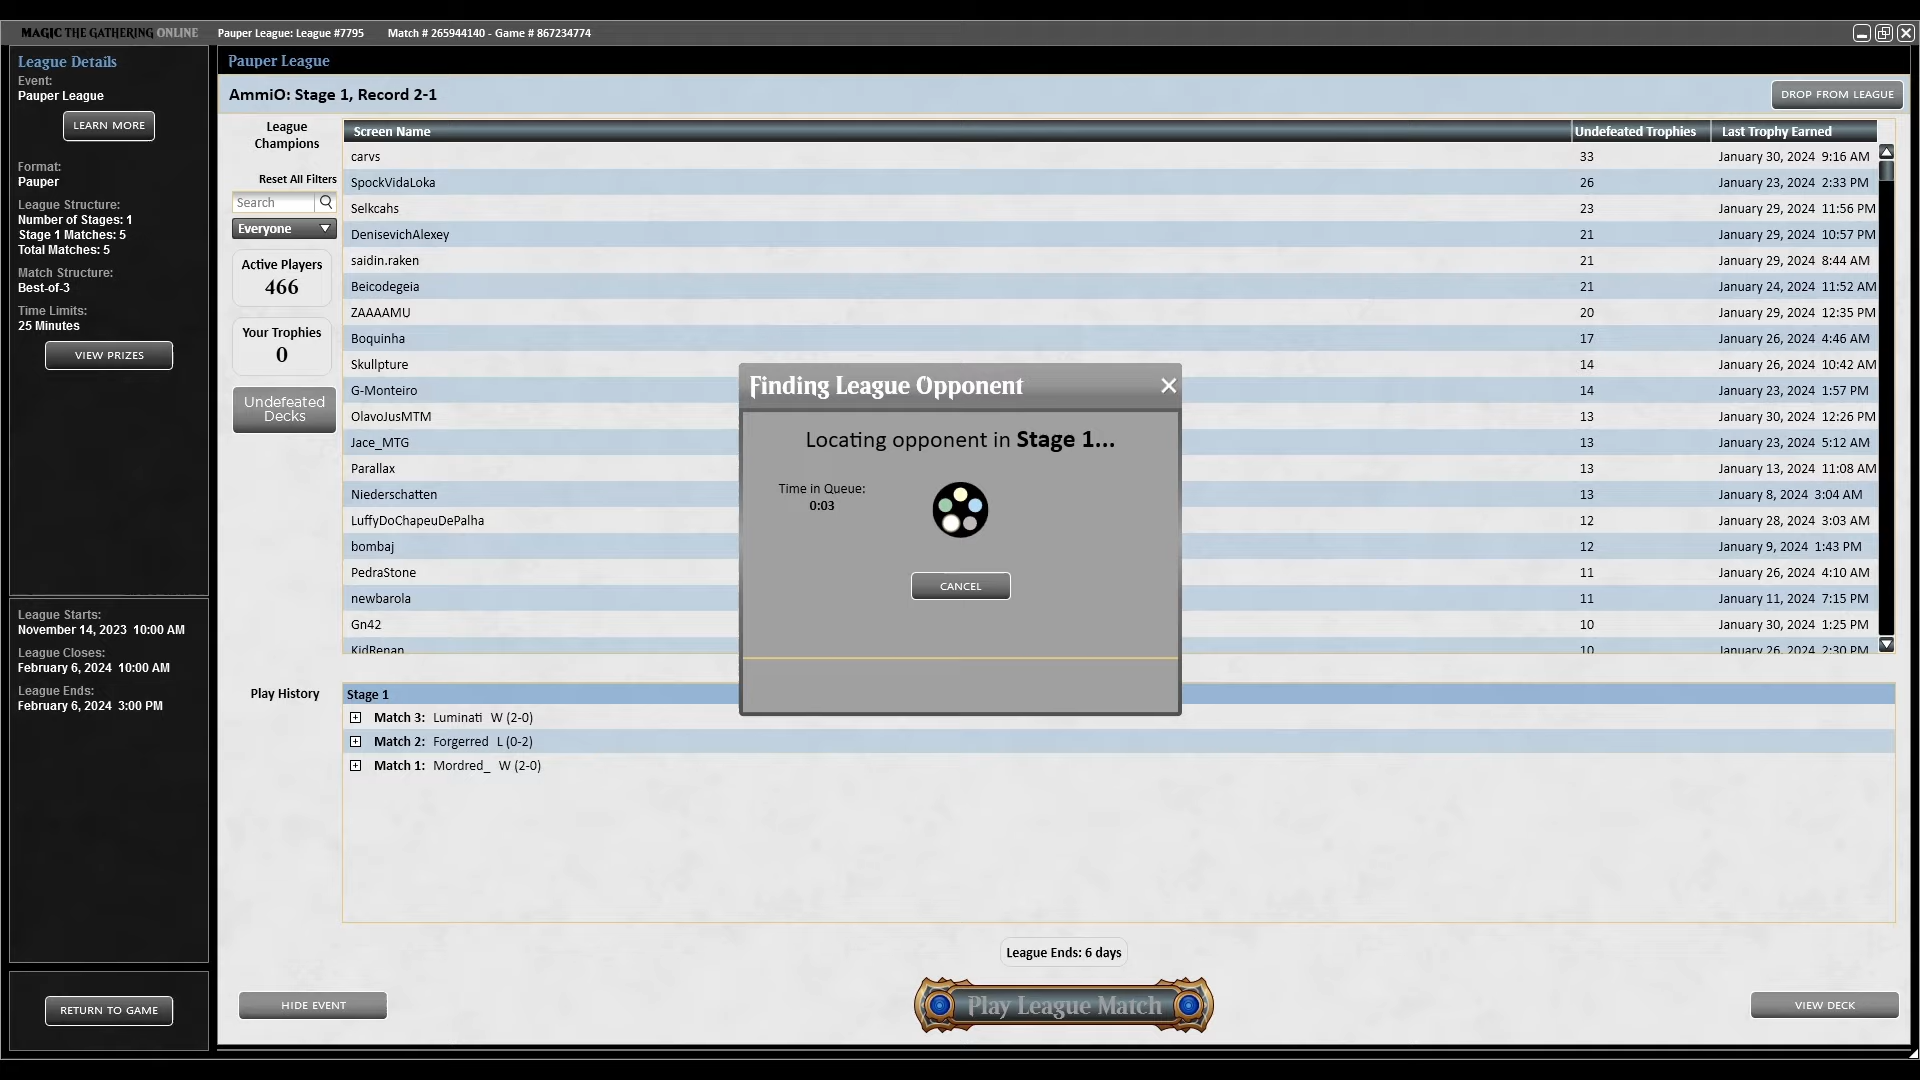 MAGIC THE GATHERING ONLINE
Pauper League: League #7795
Match # 265944140 - Game # 867234774
League Details
Event:
Pauper League
LEARN MORE
Format:
Pauper
League Structure:
Number of Stages: 1
Stage 1 Matches: 5
Total Matches: 5
Match Structure:
Best-of-3
Time Limits:
25 Minutes
VIEW PRIZES
League Starts:
November 14, 2023 10:00 AM
League Closes:
February 6, 2024 10:00 AM
League Ends:
February 6, 2024 3:00 PM
RETURN TO GAME
Pauper League
AmmiO: Stage 1, Record 2-1
DROP FROM LEAGUE
League
Champions
Reset All Filters
Search
Everyone
Active Players
466
Your Trophies
0
Undefeated
Decks
Screen Name Undefeated Trophies Last Trophy Earned
carvs 33 January 30, 2024 9:16 AM
SpockVidaLoka 26 January 23, 2024 2:33 PM
Selkcahs 23 January 29, 2024 11:56 PM
DenisevichAlexey 21 January 29, 2024 10:57 PM
saidin.raken 21 January 29, 2024 8:44 AM
Beicodegeia 21 January 24, 2024 11:52 AM
ZAAAAMU 20 January 29, 2024 12:35 PM
Boquinha 17 January 26, 2024 4:46 AM
Skullpture 14 January 26, 2024 10:42 AM
G-Monteiro 14 January 23, 2024 1:57 PM
OlavoJusMTM 13 January 30, 2024 12:26 PM
Jace_MTG 13 January 23, 2024 5:12 AM
Parallax 13 January 13, 2024 11:08 AM
Niederschatten 13 January 8, 2024 3:04 AM
LuffyDoChapeuDePalha 12 January 28, 2024 3:03 AM
bombaj 12 January 9, 2024 1:43 PM
PedraStone 11 January 26, 2024 4:10 AM
newbarola 11 January 11, 2024 7:15 PM
Gn42 10 January 30, 2024 1:25 PM
KidRenan 10 January 26, 2024 2:30 PM
Finding League Opponent
Locating opponent in Stage 1...
Time in Queue:
0:03
CANCEL
Play History
Stage 1
Match 3: Luminati W (2-0)
Match 2: Forgerred L (0-2)
Match 1: Mordred_ W (2-0)
League Ends: 6 days
HIDE EVENT
Play League Match
VIEW DECK